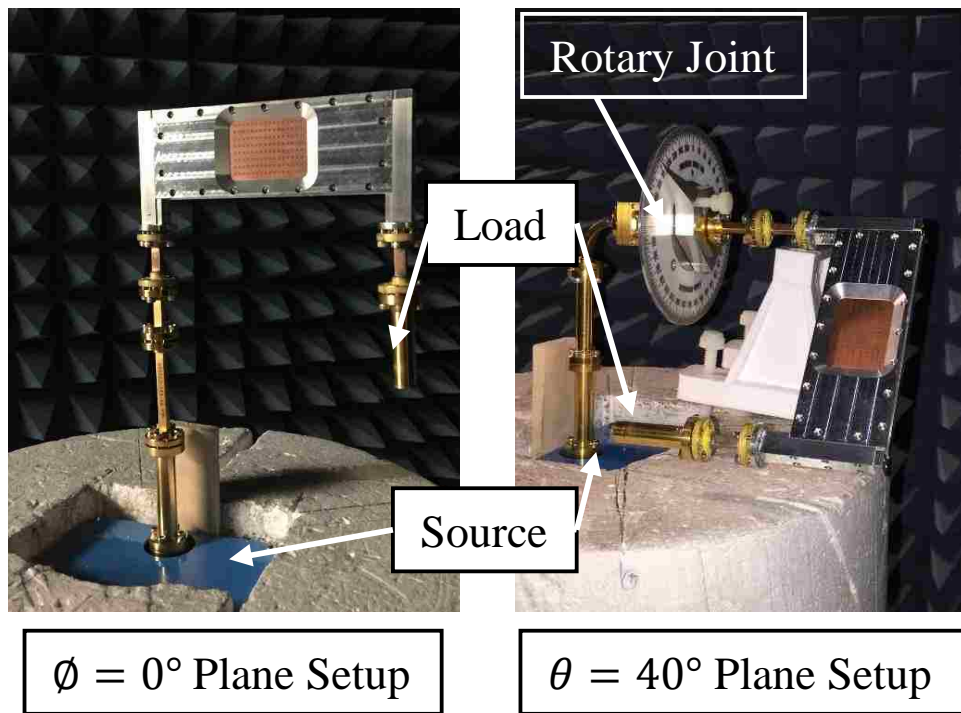 Rotary Joint
Load
Source
∅ = 0° Plane Setup
θ = 40° Plane Setup